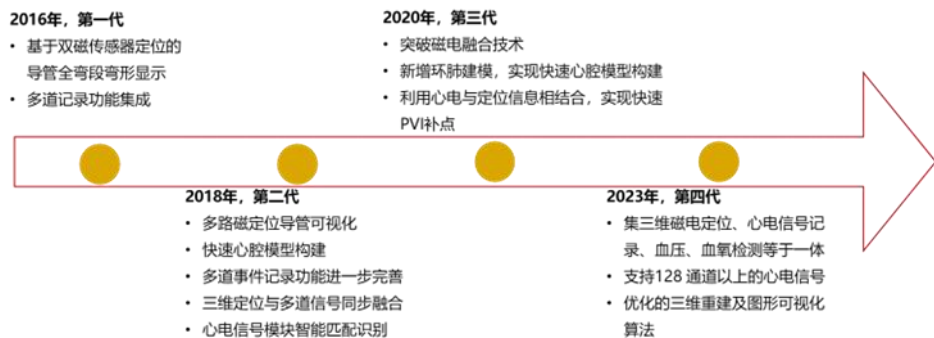 2016年，第一代
• 基于双磁传感器定位的
导管全弯段弯形显示
• 多道记录功能集成
2020年，第三代
• 突破磁电融合技术
• 新增环肺建模，实现快速心腔模型构建
• 利用心电与定位信息相结合，实现快速
PVI补点
2018年，第二代
• 多路磁定位导管可视化
• 快速心腔模型构建
• 多道事件记录功能进一步完善
• 三维定位与多道信号同步融合
• 心电信号模块智能匹配识别
2023年，第四代
• 集三维磁电定位、心电信号记
录、血压、血氧检测等于一体
• 支持128 通道以上的心电信号
• 优化的三维重建及图形可视化
算法